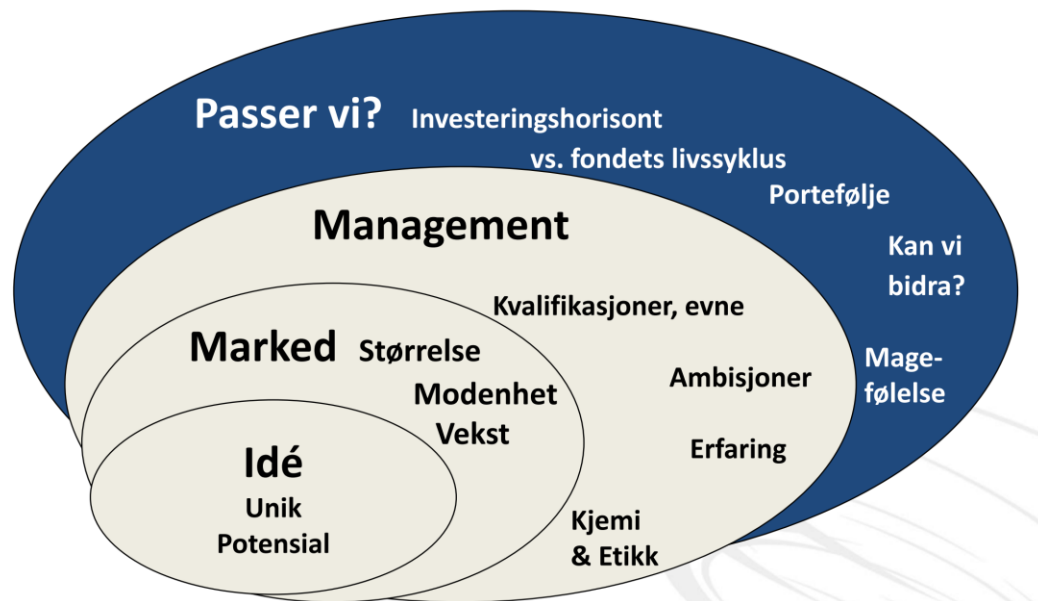 Passer vi? Investeringshorisont
vs. fondets livssyklus
Portefølje
Kan vi
bidra?
Mage-
følelse
Management
Kvalifikasjoner, evne
Ambisjoner
Erfaring
Kjemi
& Etikk
Marked Størrelse
Modenhet
Vekst
Idé
Unik
Potensial